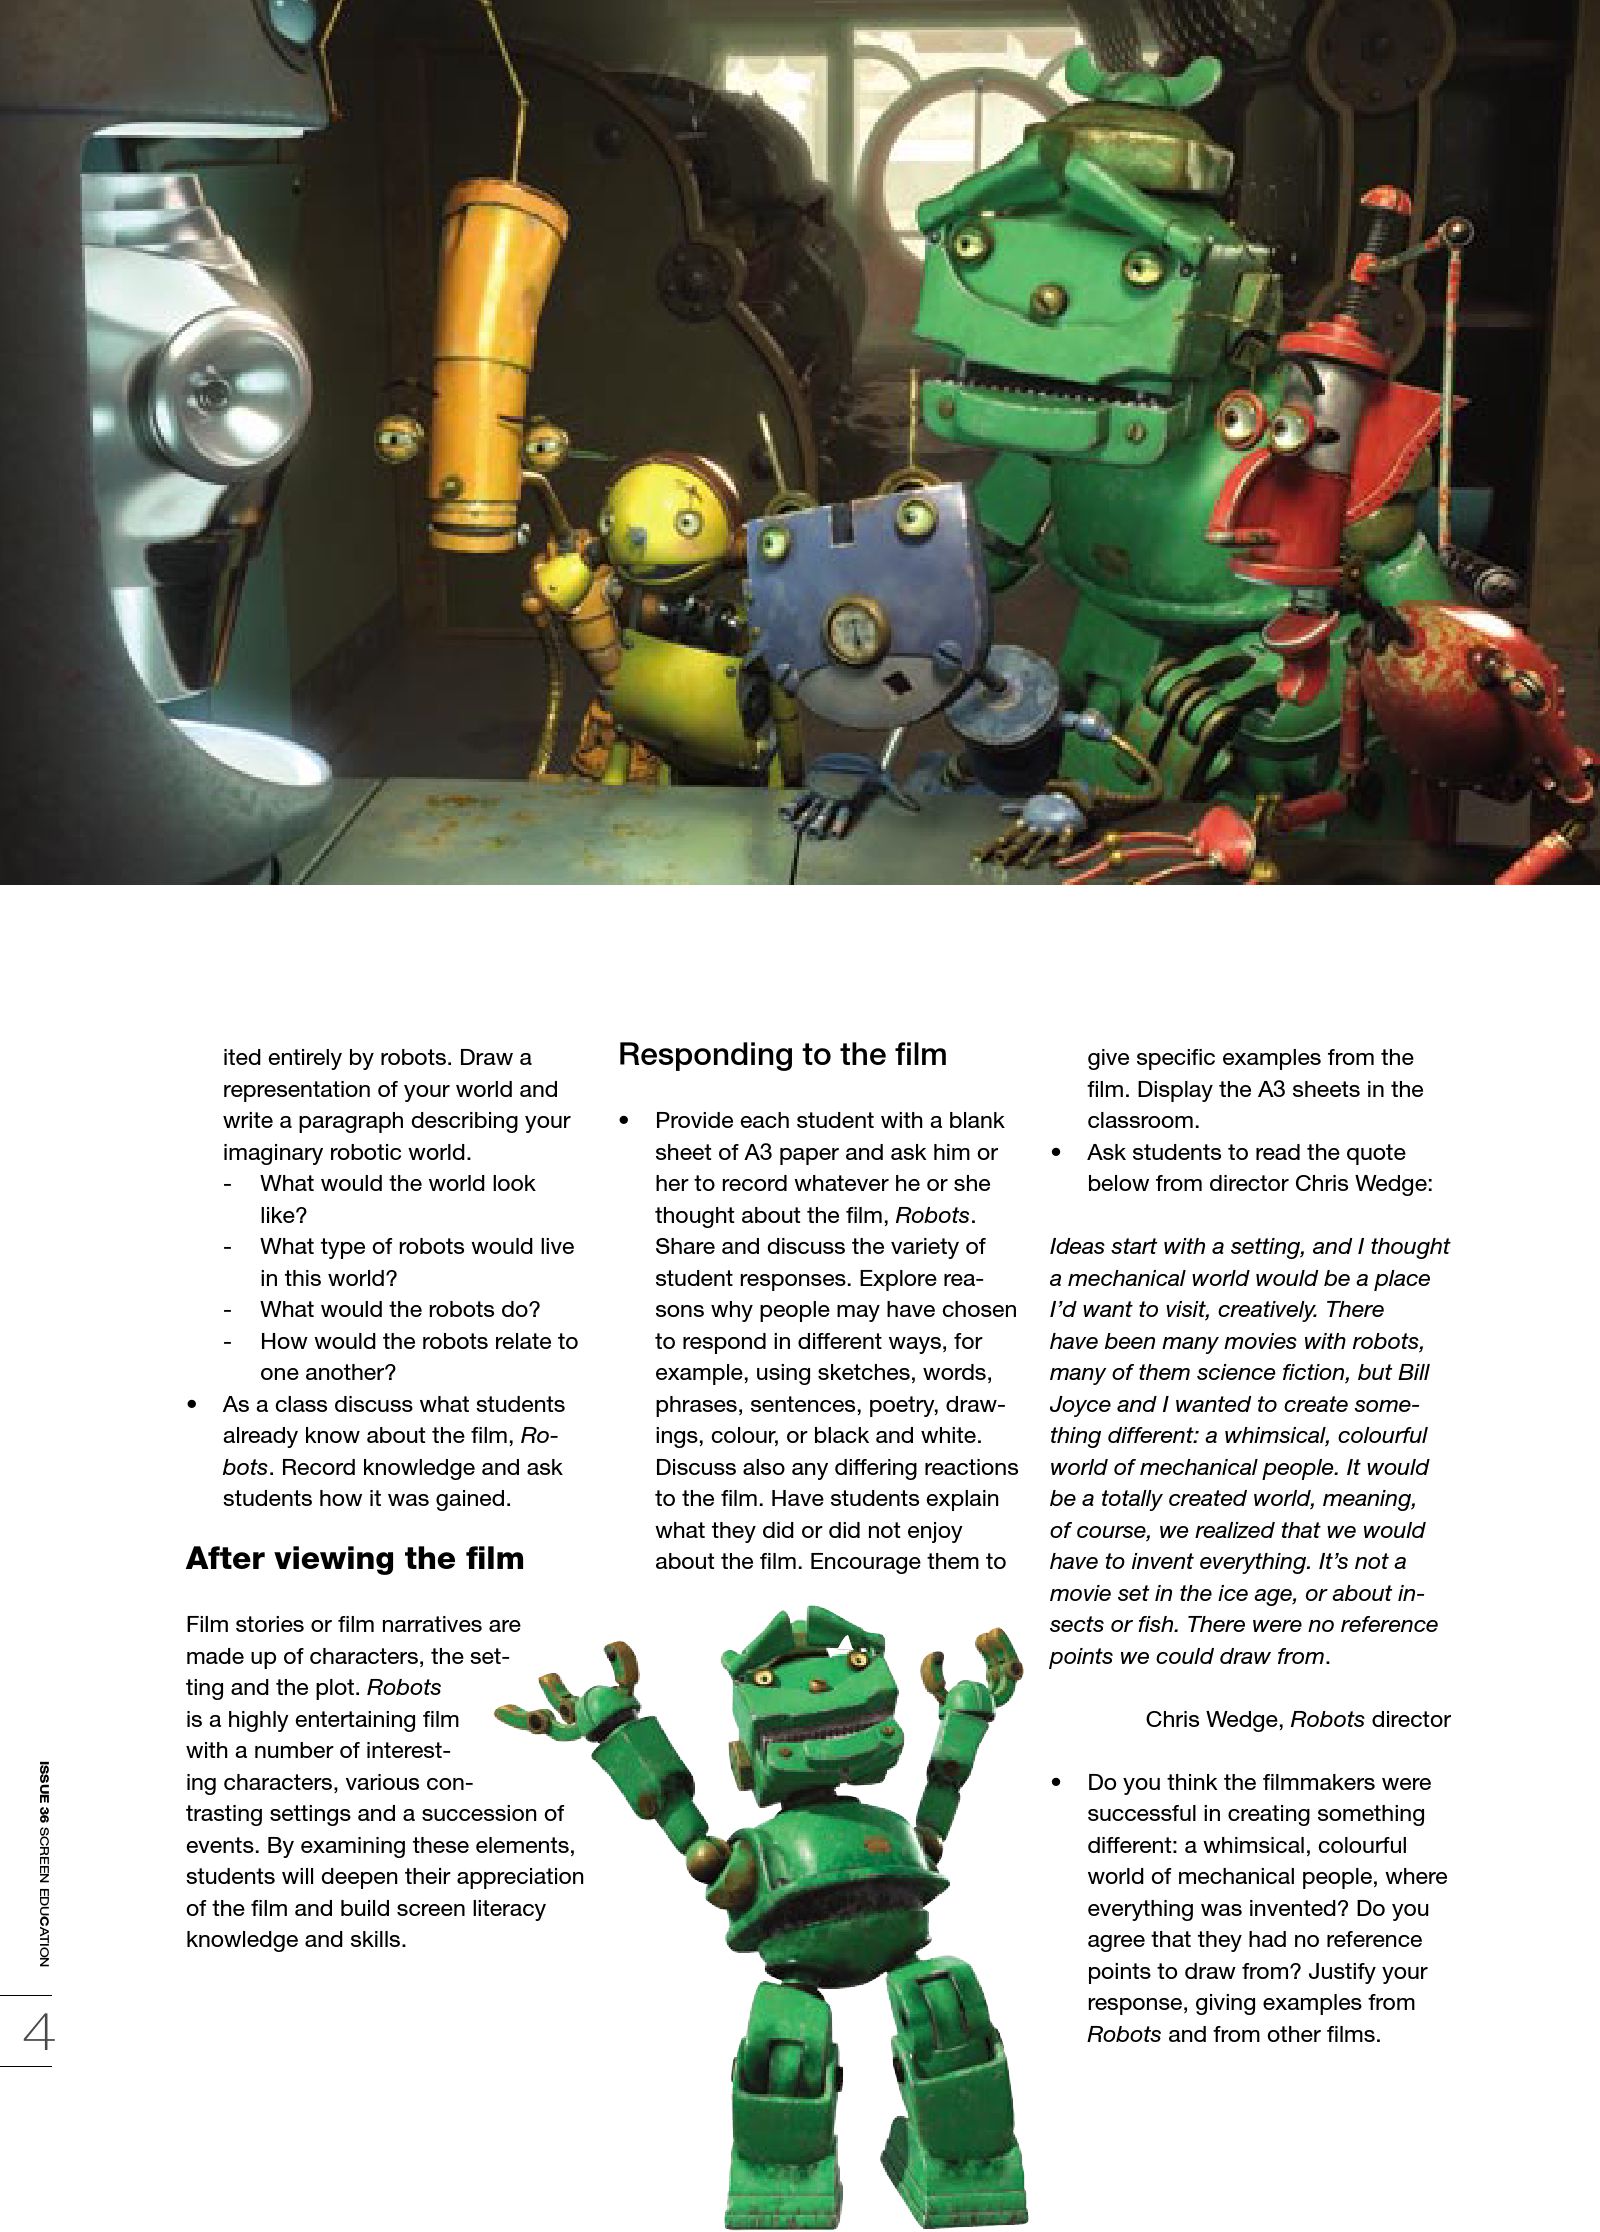 ited entirely by robots. Draw a
representation of your world and
write a paragraph describing your
imaginary robotic world.
- What would the world look
like?
- What type of robots would live
in this world?
- What would the robots do?
- How would the robots relate to
one another?
• As a class discuss what students
already know about the film, Ro-
bots. Record knowledge and ask
students how it was gained.
After viewing the film
Film stories or film narratives are
made up of characters, the set-
ting and the plot. Robots
is a highly entertaining film
with a number of interest-
ing characters, various con-
trasting settings and a succession of
events. By examining these elements,
students will deepen their appreciation
of the film and build screen literacy
knowledge and skills.
Responding to the film
• Provide each student with a blank
sheet of A3 paper and ask him or
her to record whatever he or she
thought about the film, Robots.
Share and discuss the variety of
student responses. Explore rea-
sons why people may have chosen
to respond in different ways, for
example, using sketches, words,
phrases, sentences, poetry, draw-
ings, colour, or black and white.
Discuss also any differing reactions
to the film. Have students explain
what they did or did not enjoy
about the film. Encourage them to
give specific examples from the
film. Display the A3 sheets in the
classroom.
• Ask students to read the quote
below from director Chris Wedge:
Ideas start with a setting, and I thought
a mechanical world would be a place
I'd want to visit, creatively. There
have been many movies with robots,
many of them science fiction, but Bill
Joyce and I wanted to create some-
thing different: a whimsical, colourful
world of mechanical people. It would
be a totally created world, meaning,
of course, we realized that we would
have to invent everything. It's not a
movie set in the ice age, or about in-
sects or fish. There were no reference
points we could draw from.
Chris Wedge, Robots director
• Do you think the filmmakers were
successful in creating something
different: a whimsical, colourful
world of mechanical people, where
everything was invented? Do you
agree that they had no reference
points to draw from? Justify your
response, giving examples from
Robots and from other films.
ISSUE 36 SCREEN EDUCATION
4